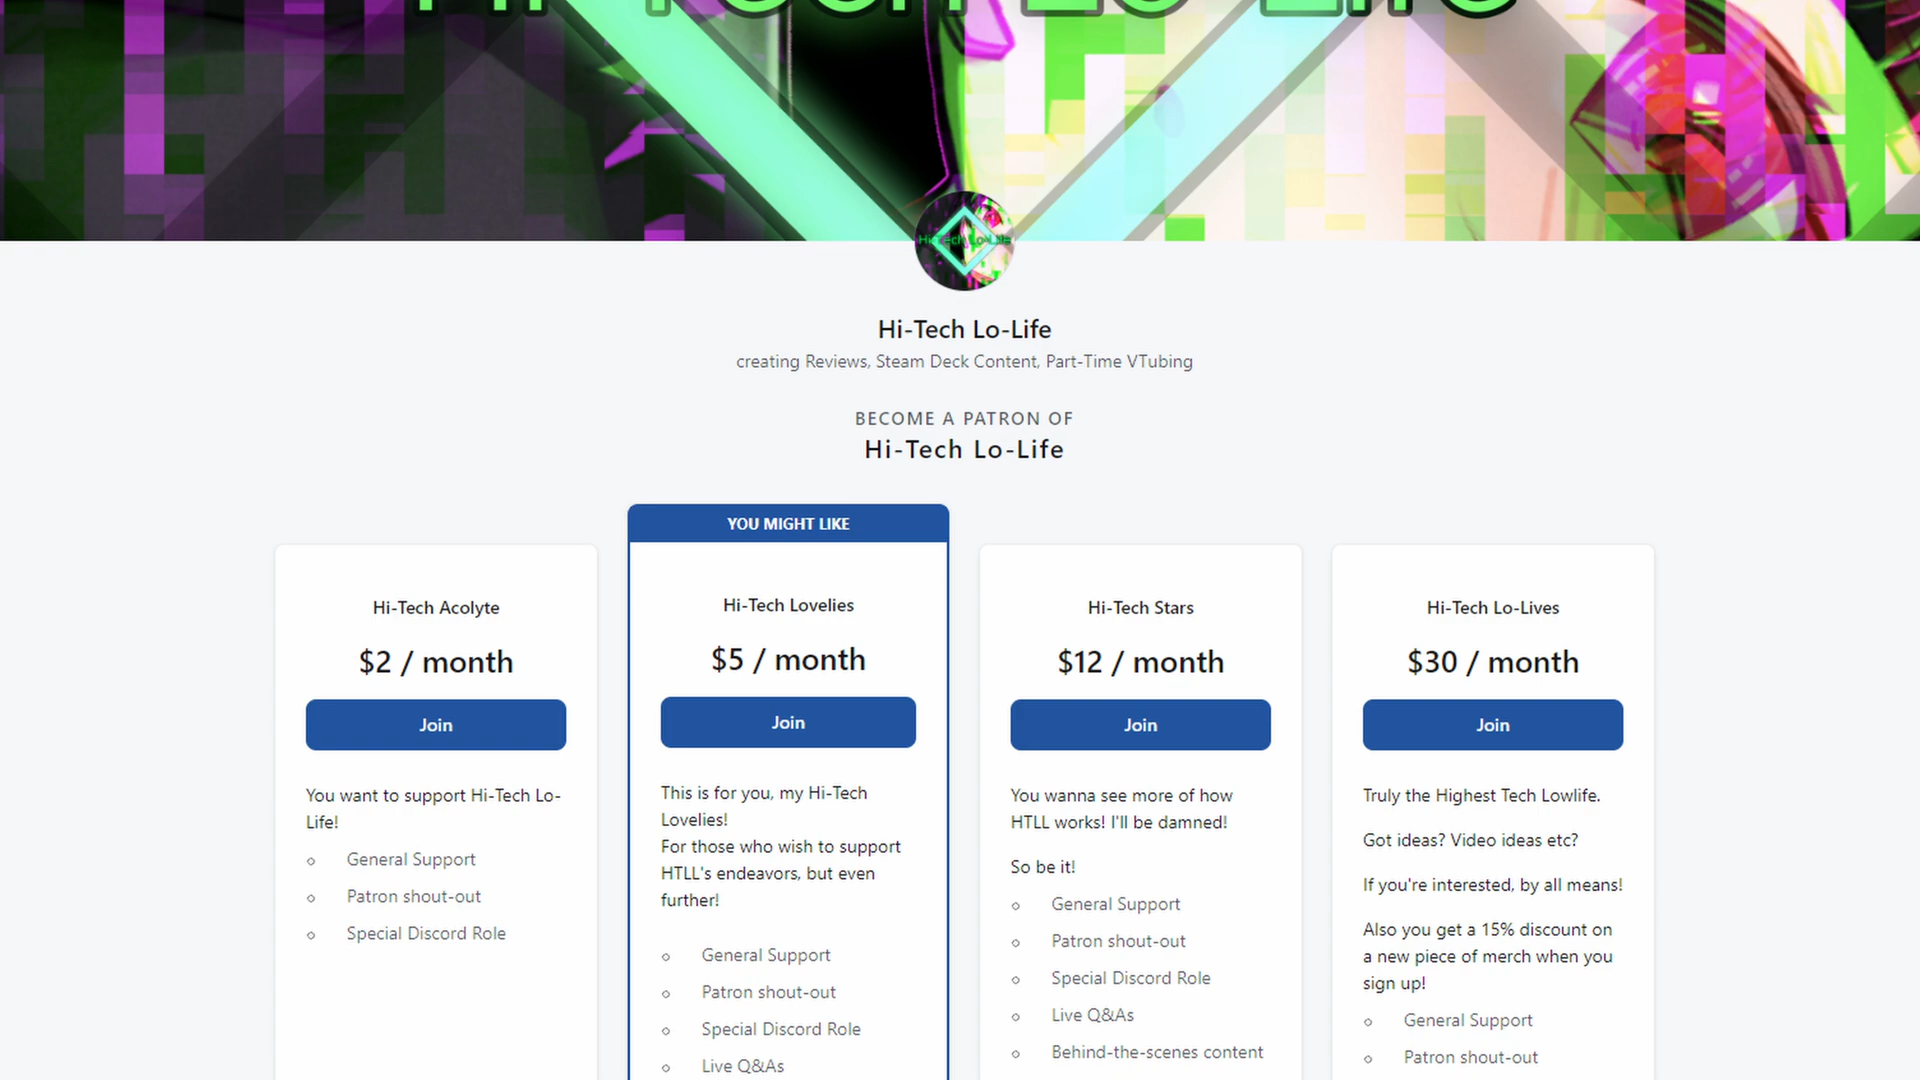 Hi-Tech Lo-Life
Hi-Tech Lo-Life
Hi-Tech Lo-Life
creating Reviews, Steam Deck Content, Part-Time VTubing
BECOME A PATRON OF
Hi-Tech Lo-Life
Hi-Tech Acolyte
$2 / month
Join
You want to support Hi-Tech Lo-
Life!
General Support
Patron shout-out
Special Discord Role
YOU MIGHT LIKE
Hi-Tech Lovelies
$5 / month
Join
This is for you, my Hi-Tech
Lovelies!
For those who wish to support
HTLL's endeavors, but even
further!
General Support
Patron shout-out
Special Discord Role
Live Q&As
Hi-Tech Stars
$12 / month
Join
You wanna see more of how
HTLL works! I'll be damned!
So be it!
General Support
Patron shout-out
Special Discord Role
Live Q&As
Behind-the-scenes content
Hi-Tech Lo-Lives
$30 / month
Join
Truly the Highest Tech Lowlife.
Got ideas? Video ideas etc?
If you're interested, by all means!
Also you get a 15% discount on
a new piece of merch when you
sign up!
General Support
Patron shout-out